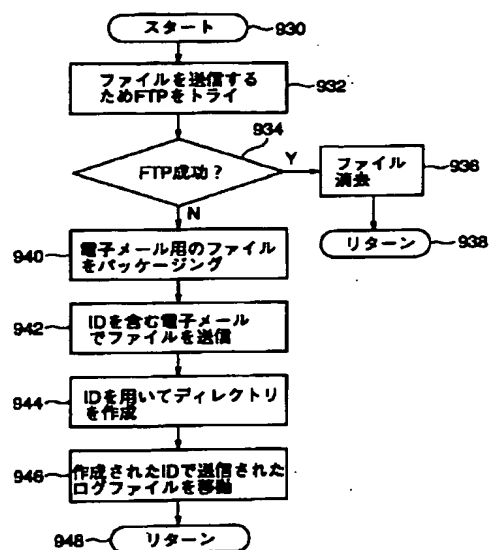 スタート
930
ファイルを送信する
ためFTPをトライ
932
934
FTP成功？
Y
ファイル
消去
936
N
リターン
938
940
電子メール用のファイル
をパッケージング
942
IDを含む電子メール
でファイルを送信
944
IDを用いてディレクトリ
を作成
946
作成されたIDで送信された
ログファイルを移動
948
リターン